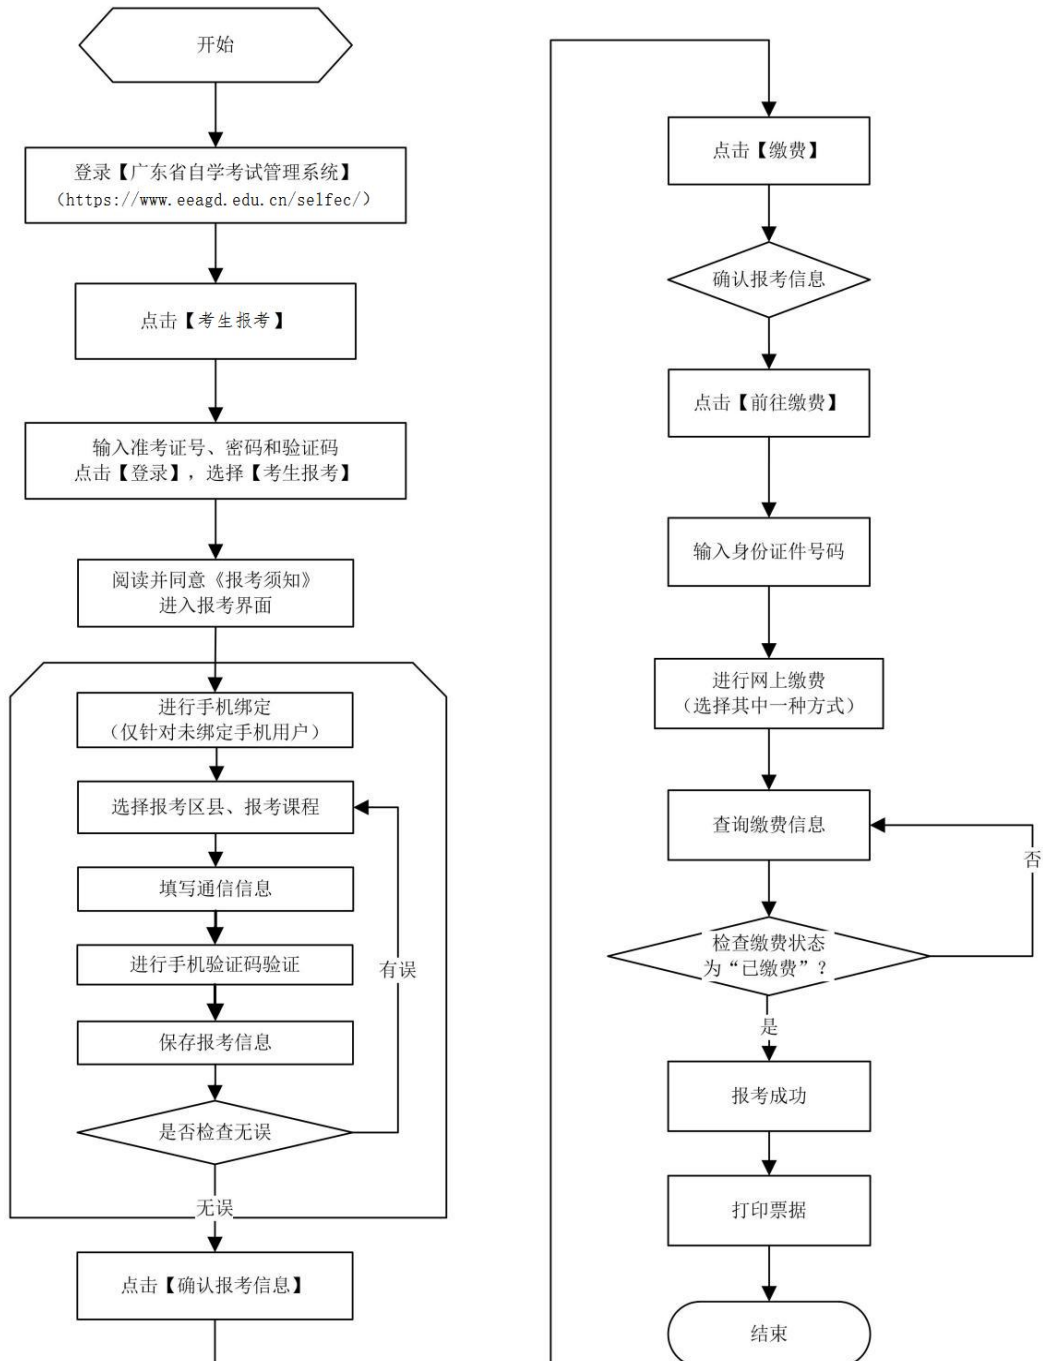 开始
登录【广东省自学考试管理系统】
（https://www.eeagd.edu.cn/selfec/）
点击【考生报考】
输入准考证号、密码和验证码
点击【登录】，选择【考生报考】
阅读并同意《报考须知》
进入报考界面
进行手机绑定
（仅针对未绑定手机用户）
选择报考区县、报考课程
填写通信信息
进行手机验证码验证
有误
保存报考信息
是否检查无误
无误
点击【确认报考信息】
点击【缴费】
确认报考信息
点击【前往缴费】
输入身份证件号码
进行网上缴费
（选择其中一种方式）
查询缴费信息
否
检查缴费状态
为“已缴费”？
是
报考成功
打印票据
结束